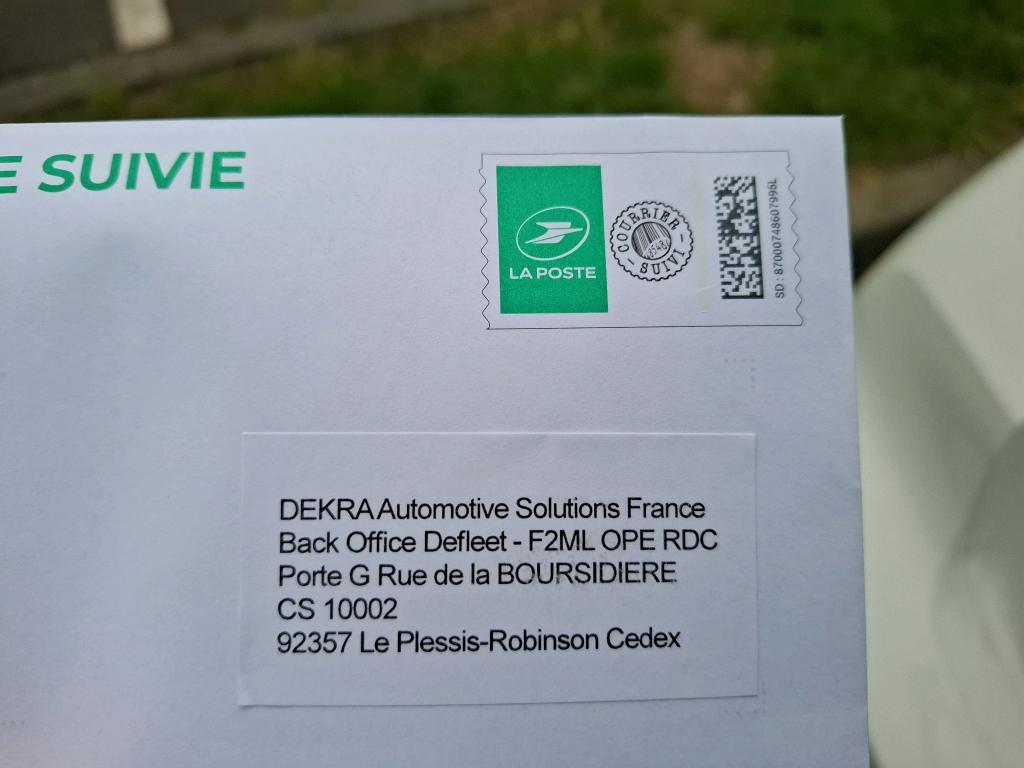 E SUIVIE
LA POSTE
COURRIER
SUIVI
SD : 87000748607995L
DEKRA Automotive Solutions France
Back Office Defleet - F2ML OPE RDC
Porte G Rue de la BOURSIDIERE
CS 10002
92357 Le Plessis-Robinson Cedex